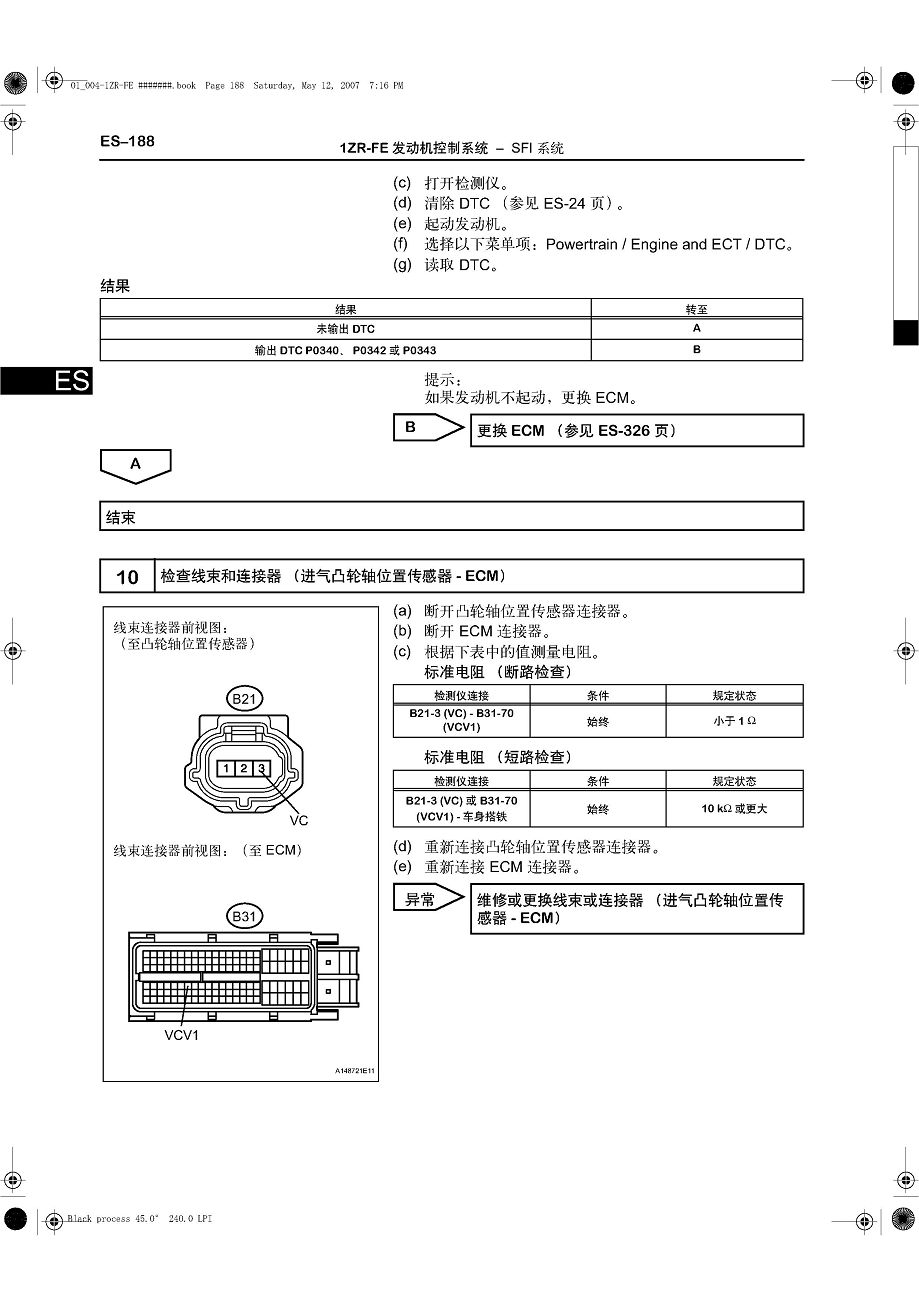 01_004-1ZR-FE #######.book Page 188 Saturday, May 12, 2007 7:16 PM
ES–188
1ZR-FE 发动机控制系统 – SFI 系统
(c) 打开检测仪。
(d) 清除 DTC （参见 ES-24 页）。
(e) 起动发动机。
(f) 选择以下菜单项：Powertrain / Engine and ECT / DTC。
(g) 读取 DTC。
结果
结果 转至
未输出 DTC A
输出 DTC P0340、 P0342 或 P0343 B
ES
提示：
如果发动机不起动，更换 ECM。
B 更换 ECM （参见 ES-326 页）
A
结束
10 检查线束和连接器 （进气凸轮轴位置传感器 - ECM）
线束连接器前视图：
（至凸轮轴位置传感器）
B21
1 2 3
VC
线束连接器前视图：（至 ECM）
B31
VCV1
A148721E11
(a) 断开凸轮轴位置传感器连接器。
(b) 断开 ECM 连接器。
(c) 根据下表中的值测量电阻。
标准电阻 （断路检查）
检测仪连接 条件 规定状态
B21-3 (VC) - B31-70
(VCV1) 始终 小于 1 Ω
标准电阻 （短路检查）
检测仪连接 条件 规定状态
B21-3 (VC) 或 B31-70
(VCV1) - 车身搭铁 始终 10 kΩ 或更大
(d) 重新连接凸轮轴位置传感器连接器。
(e) 重新连接 ECM 连接器。
异常 维修或更换线束或连接器 （进气凸轮轴位置传
感器 - ECM）
Black process 45.0° 240.0 LPI